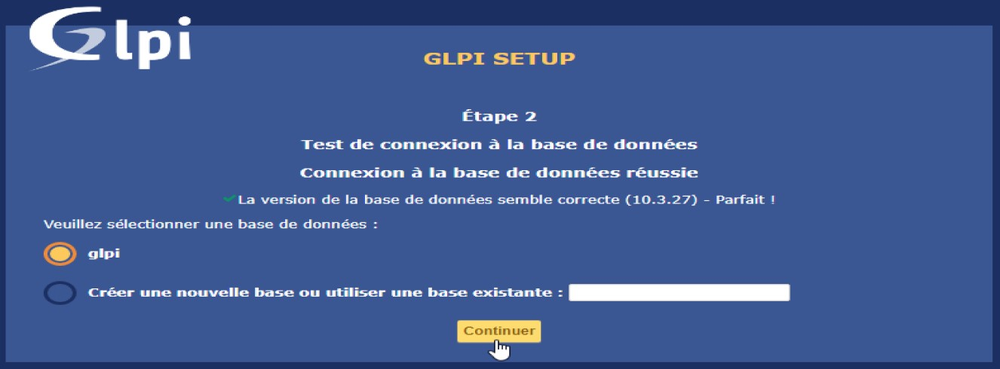 Glpi
GLPI SETUP
Étape 2
Test de connexion à la base de données
Connexion à la base de données réussie
La version de la base de données semble correcte (10.3.27) - Parfait !
Veuillez sélectionner une base de données :
glpi
Créer une nouvelle base ou utiliser une base existante :
Continuer